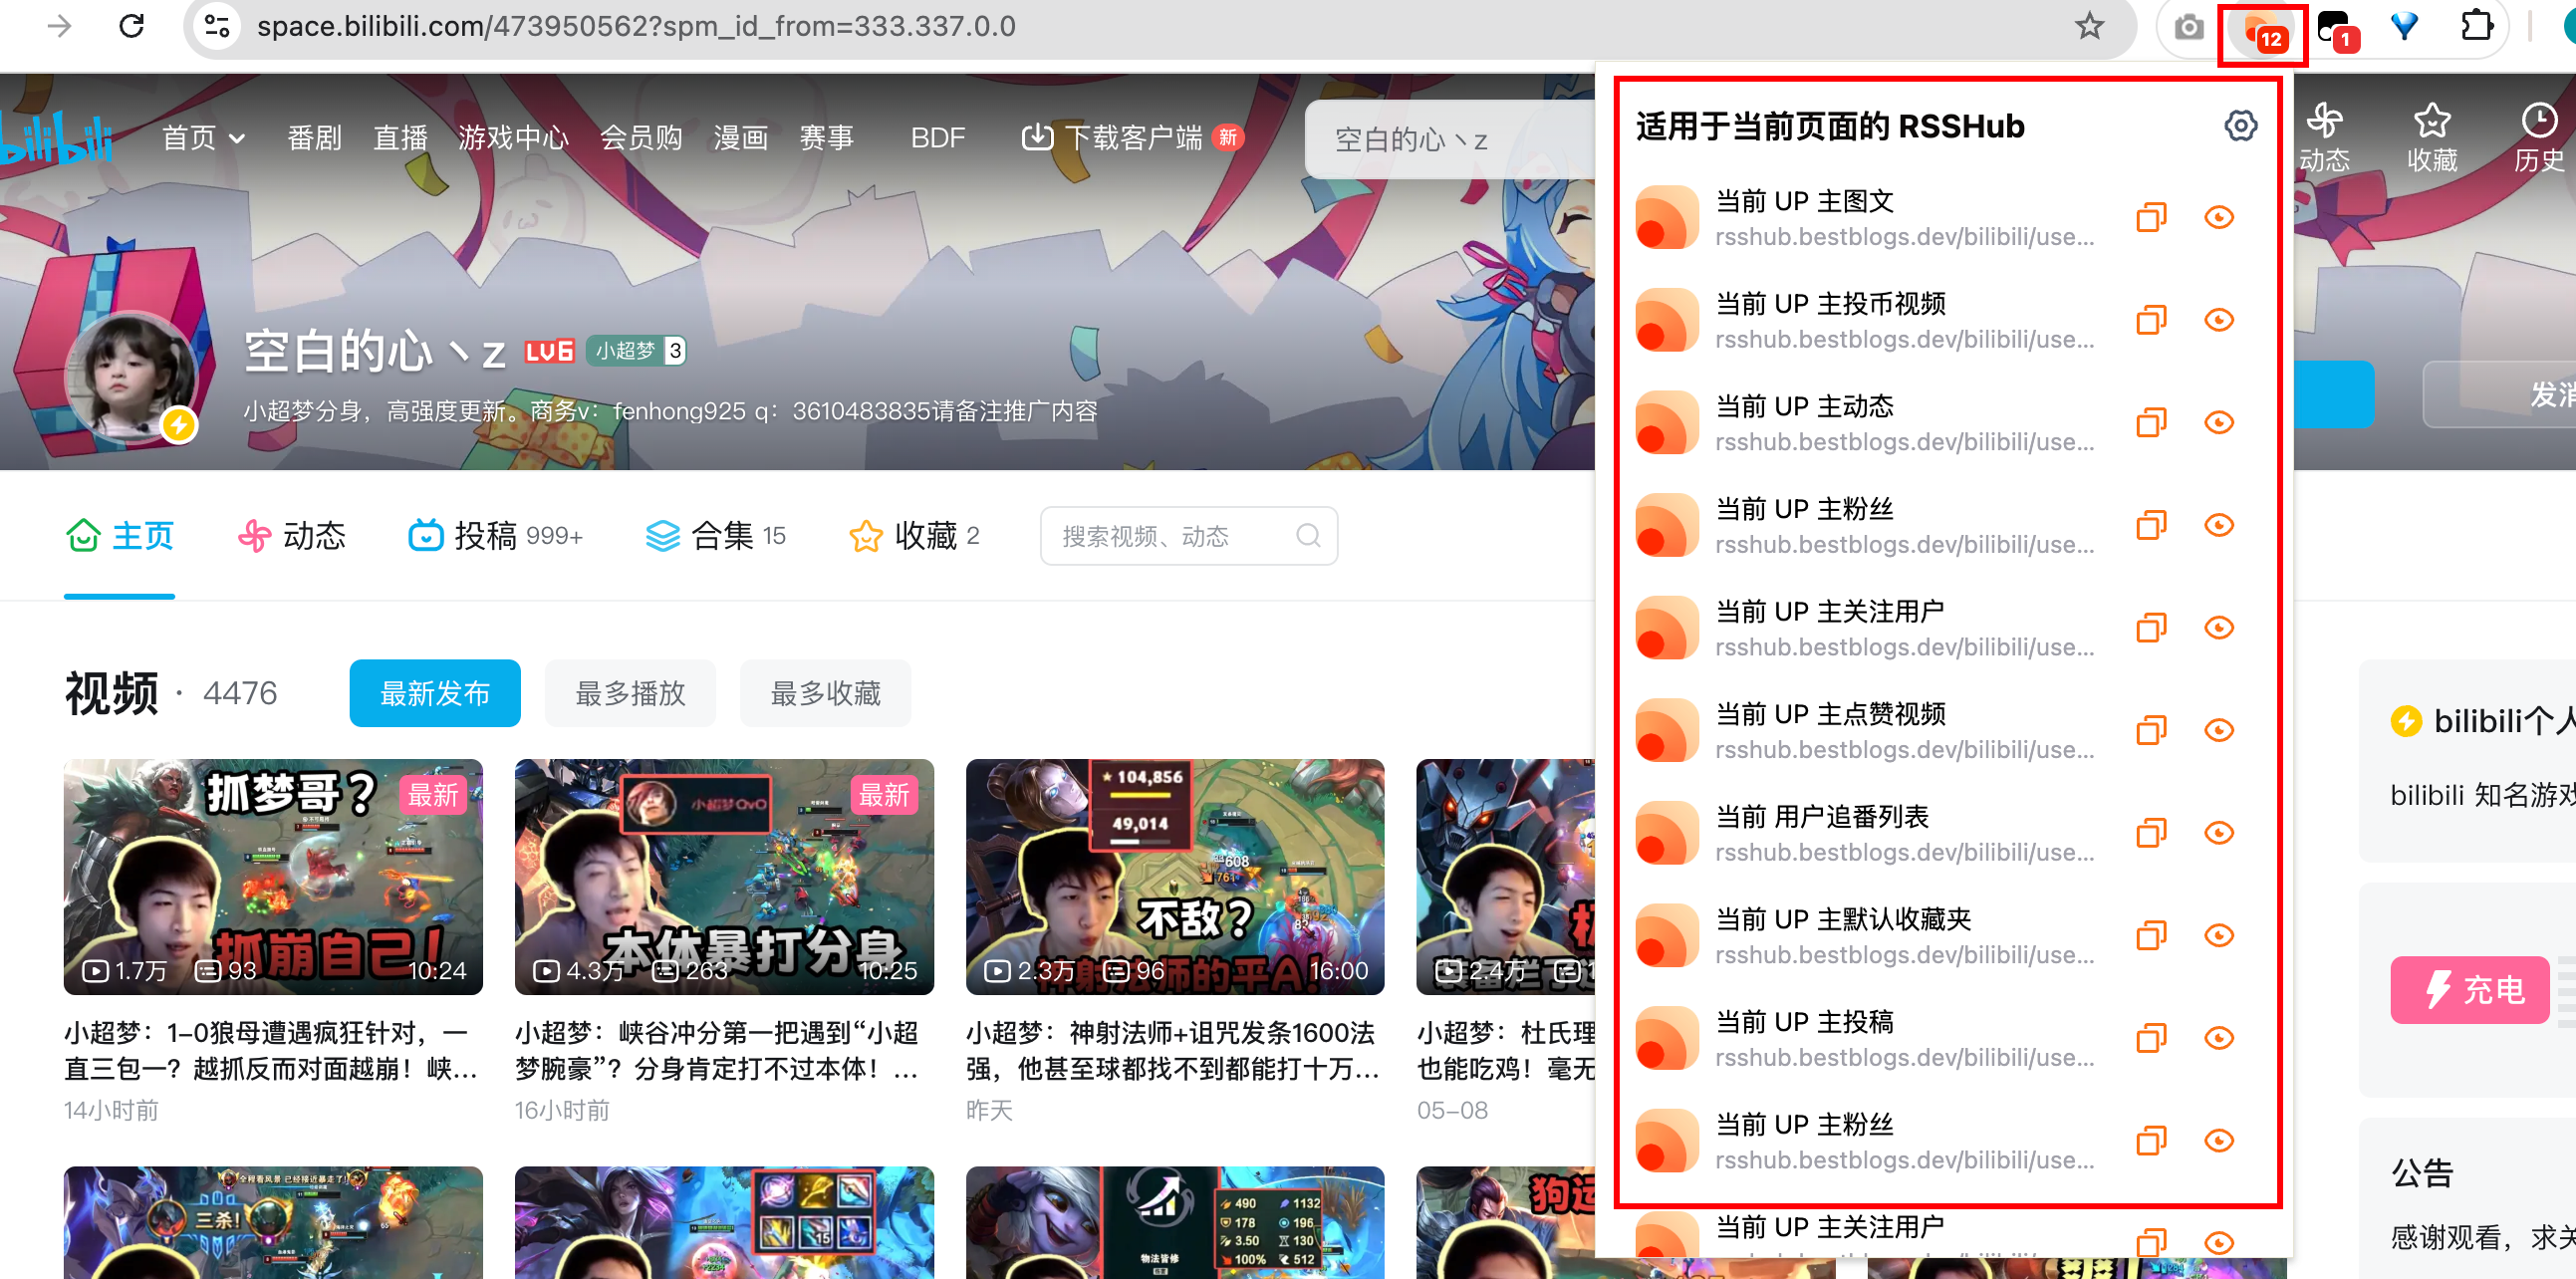 space.bilibili.com/473950562?spm_id_from=333.337.0.0
12
1
bilibili
首页
番剧
直播
游戏中心
会员购
漫画
赛事
BDF
下载客户端
新
空白的心丶z
动态
收藏
历史
空白的心丶z
LV6
小超梦
3
小超梦分身，高强度更新。商务v：fenhong925 q：3610483835请备注推广内容
发消
主页
动态
投稿 999+
合集 15
收藏 2
搜索视频、动态
视频 · 4476
最新发布
最多播放
最多收藏
抓梦哥？
最新
抓崩自己！
1.7万
93
10:24
小超梦：1-0狼母遭遇疯狂针对，一
直三包一？越抓反而对面越崩！峡...
14小时前
小超梦QvQ
最新
本体暴打分身
4.3万
263
10:25
小超梦：峡谷冲分第一把遇到“小超
梦腕豪”？分身肯定打不过本体！...
16小时前
104,856
49,014
608
不敌？
神射法师的平A！
2.3万
96
16:00
小超梦：神射法师+诅咒发条1600法
强，他甚至球都找不到都能打十万...
昨天
2.4万
小超梦：杜氏理
也能吃鸡！毫无
05-08
三杀！
15
490
1132
178
196
3.50
130
100%
512
物法皆修
狗运
适用于当前页面的 RSSHub
当前 UP 主图文
rsshub.bestblogs.dev/bilibili/use...
当前 UP 主投币视频
rsshub.bestblogs.dev/bilibili/use...
当前 UP 主动态
rsshub.bestblogs.dev/bilibili/use...
当前 UP 主粉丝
rsshub.bestblogs.dev/bilibili/use...
当前 UP 主关注用户
rsshub.bestblogs.dev/bilibili/use...
当前 UP 主点赞视频
rsshub.bestblogs.dev/bilibili/use...
当前 用户追番列表
rsshub.bestblogs.dev/bilibili/use...
当前 UP 主默认收藏夹
rsshub.bestblogs.dev/bilibili/use...
当前 UP 主投稿
rsshub.bestblogs.dev/bilibili/use...
当前 UP 主粉丝
rsshub.bestblogs.dev/bilibili/use...
当前 UP 主关注用户
bilibili个人
bilibili 知名游戏
充电
公告
感谢观看，求关